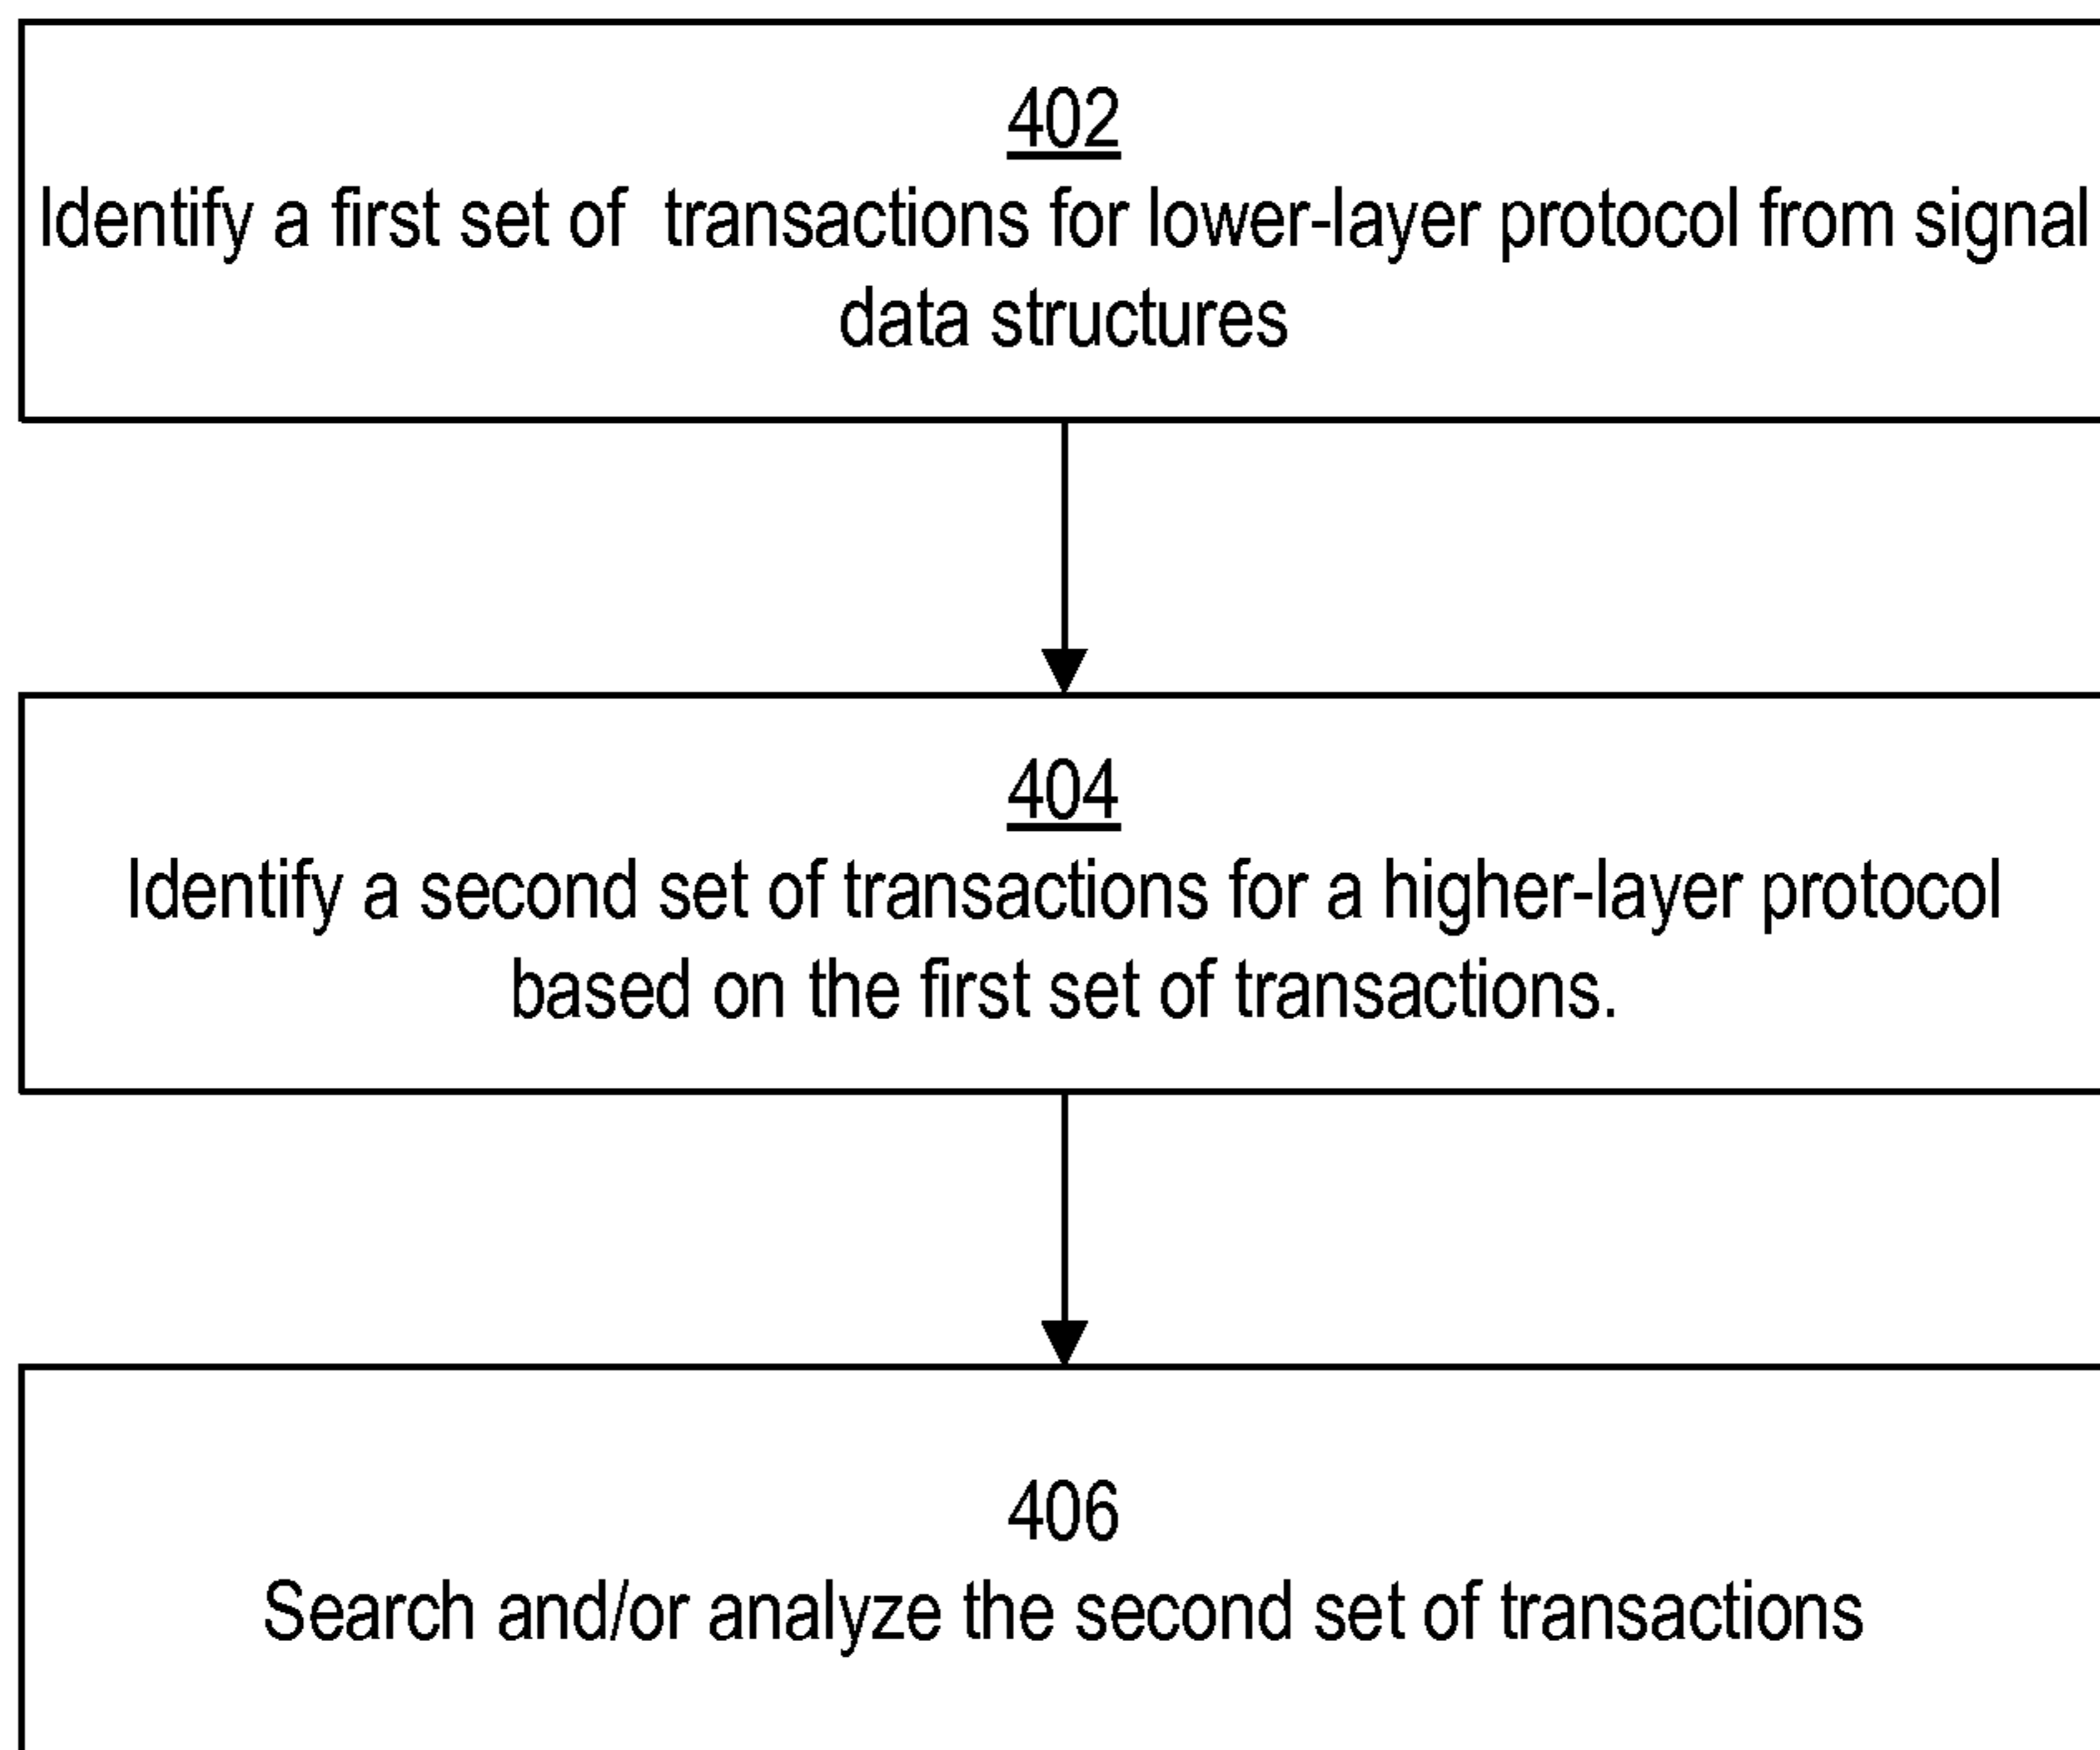 402
Identify a first set of  transactions for lower-layer protocol from signal
data structures
404
Identify a second set of transactions for a higher-layer protocol
based on the first set of transactions.
406
Search and/or analyze the second set of transactions